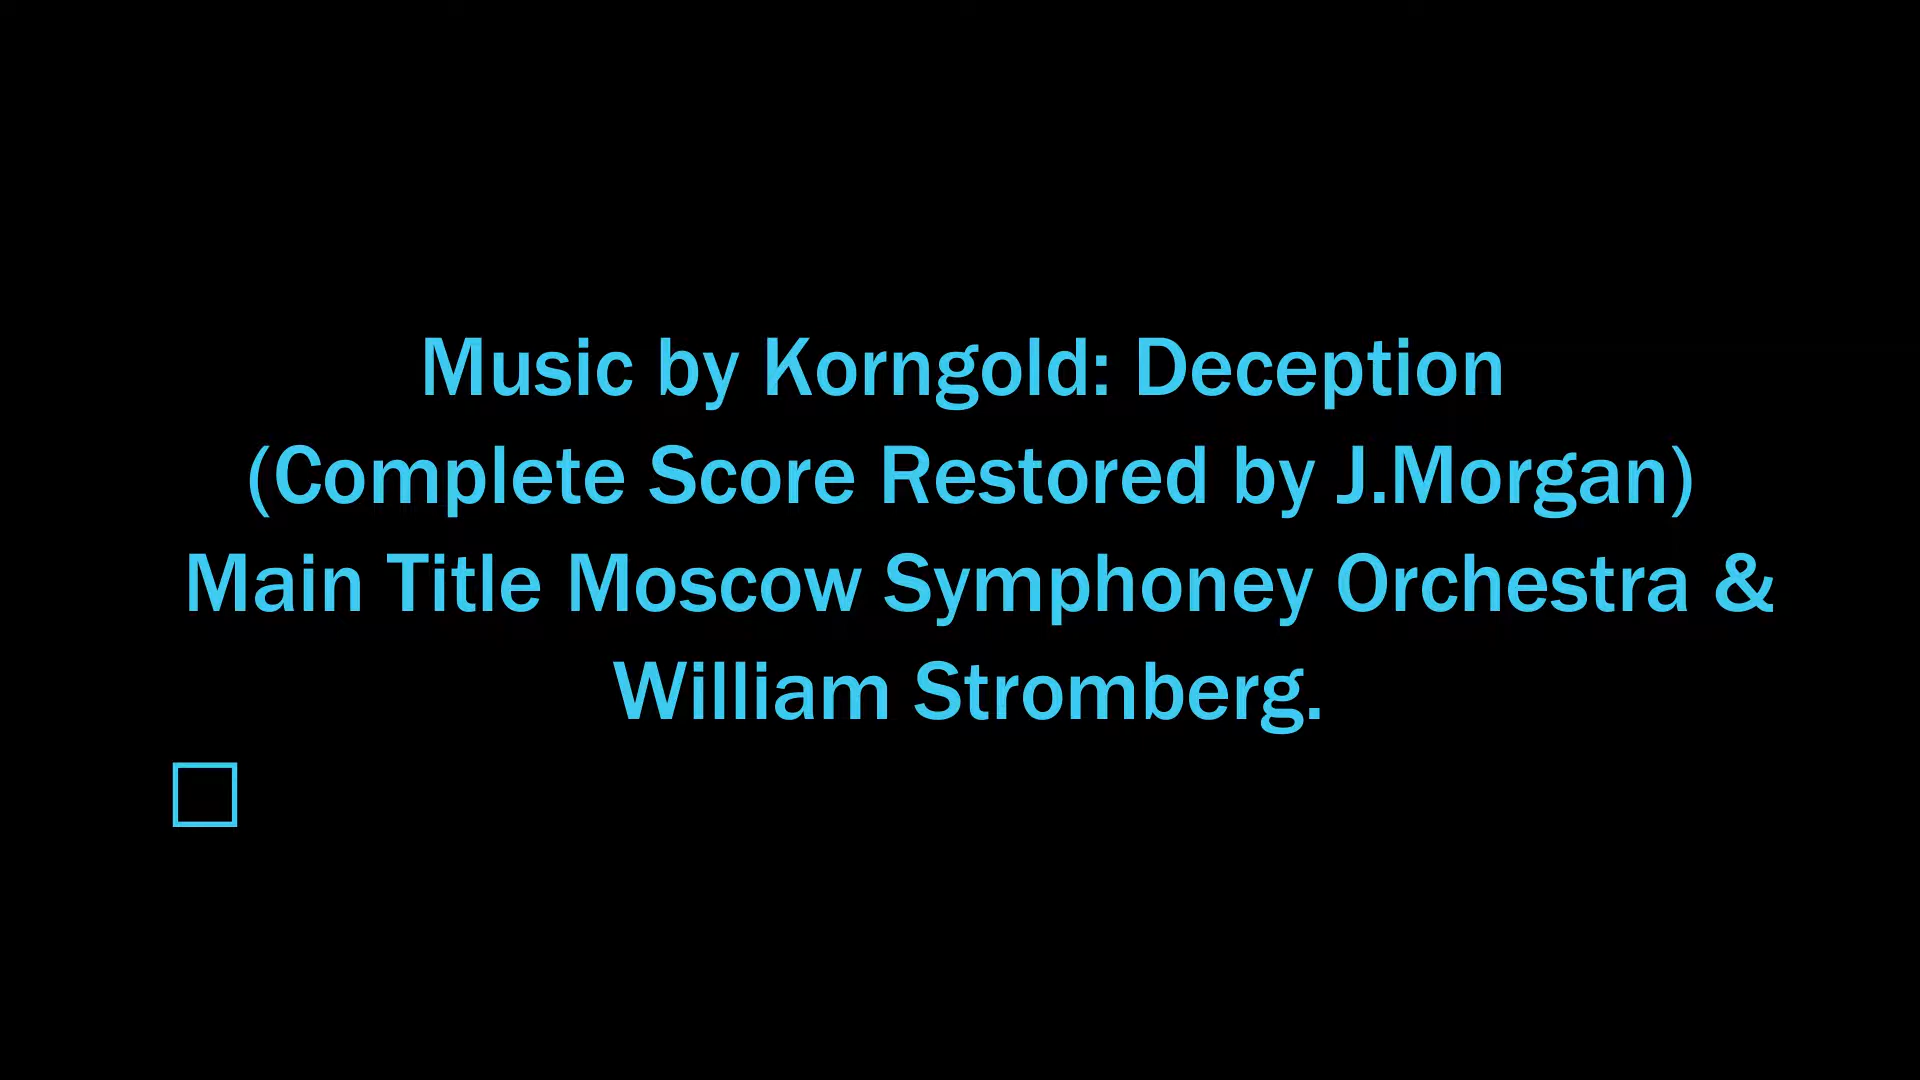 Music by Korngold: Deception
(Complete Score Restored by J.Morgan)
Main Title Moscow Symphoney Orchestra &
William Stromberg.